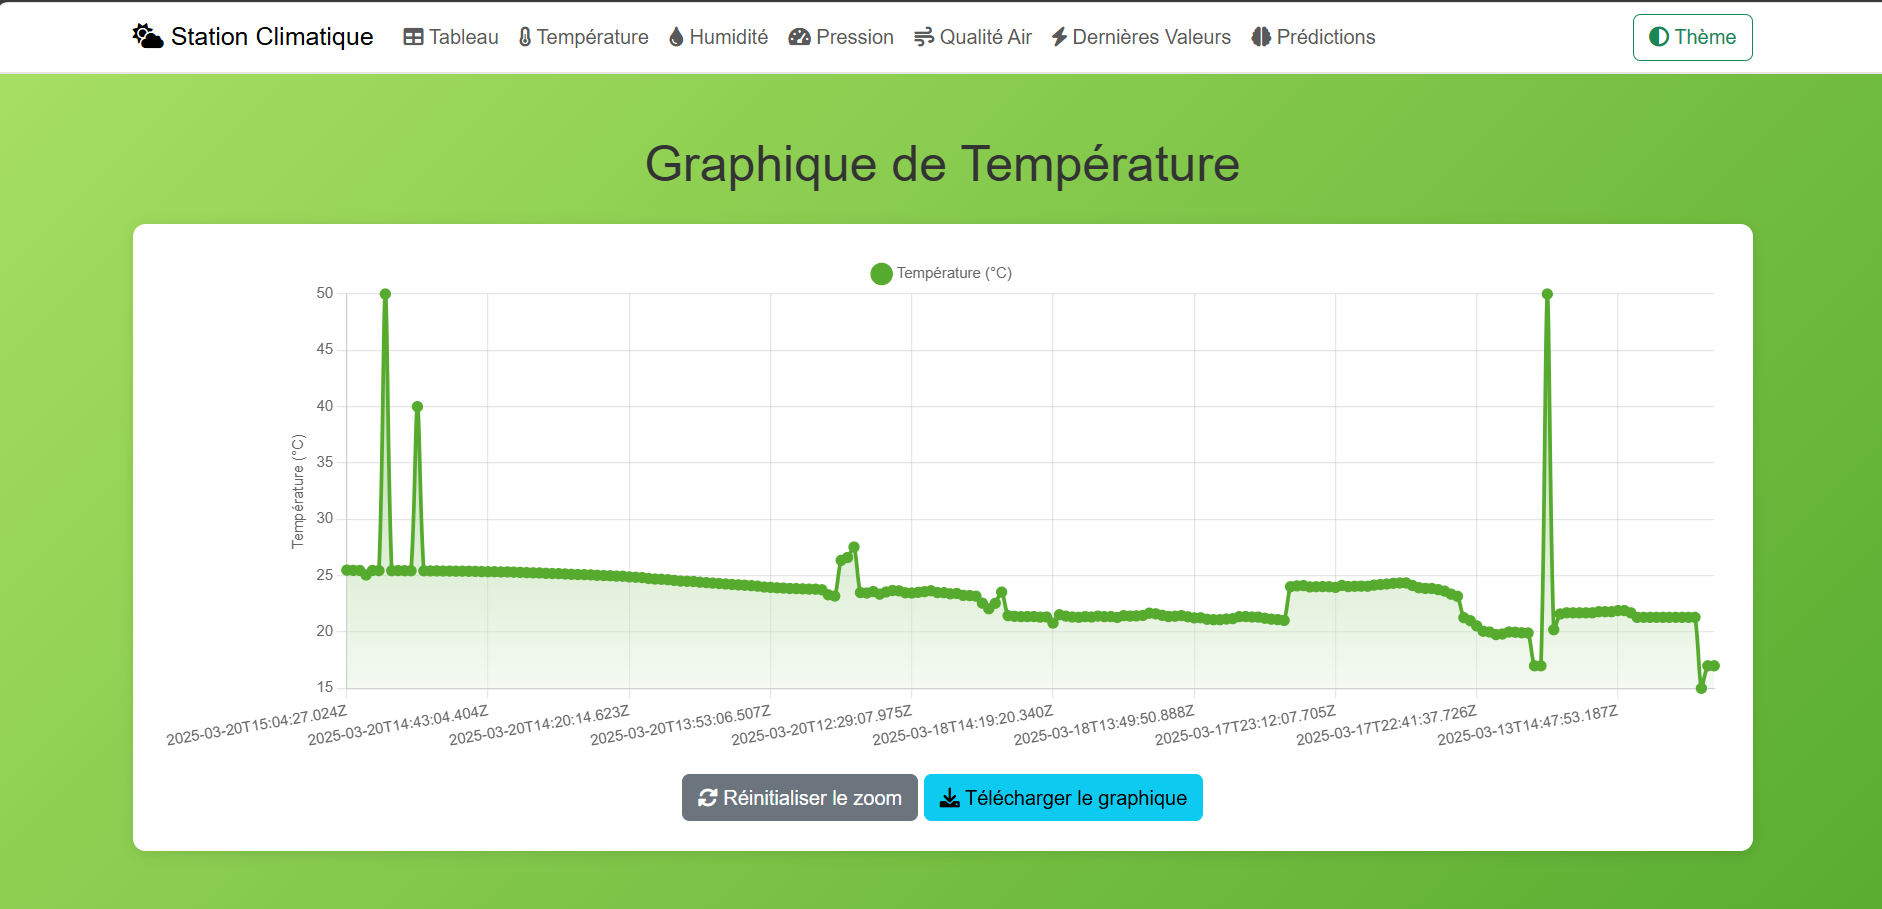 Station Climatique Tableau Température Humidité Pression Qualité Air Dernières Valeurs Prédictions Thème
Graphique de Température
Température (°C)
50
45
40
35
30
25
20
15
Température (°C)
2025-03-20T15:04:27.024Z
2025-03-20T14:43:04.404Z
2025-03-20T14:20:14.623Z
2025-03-20T13:53:06.507Z
2025-03-20T12:29:07.975Z
2025-03-18T14:19:20.340Z
2025-03-18T13:49:50.888Z
2025-03-17T23:12:07.705Z
2025-03-17T22:41:37.726Z
2025-03-13T14:47:53.187Z
Réinitialiser le zoom Télécharger le graphique